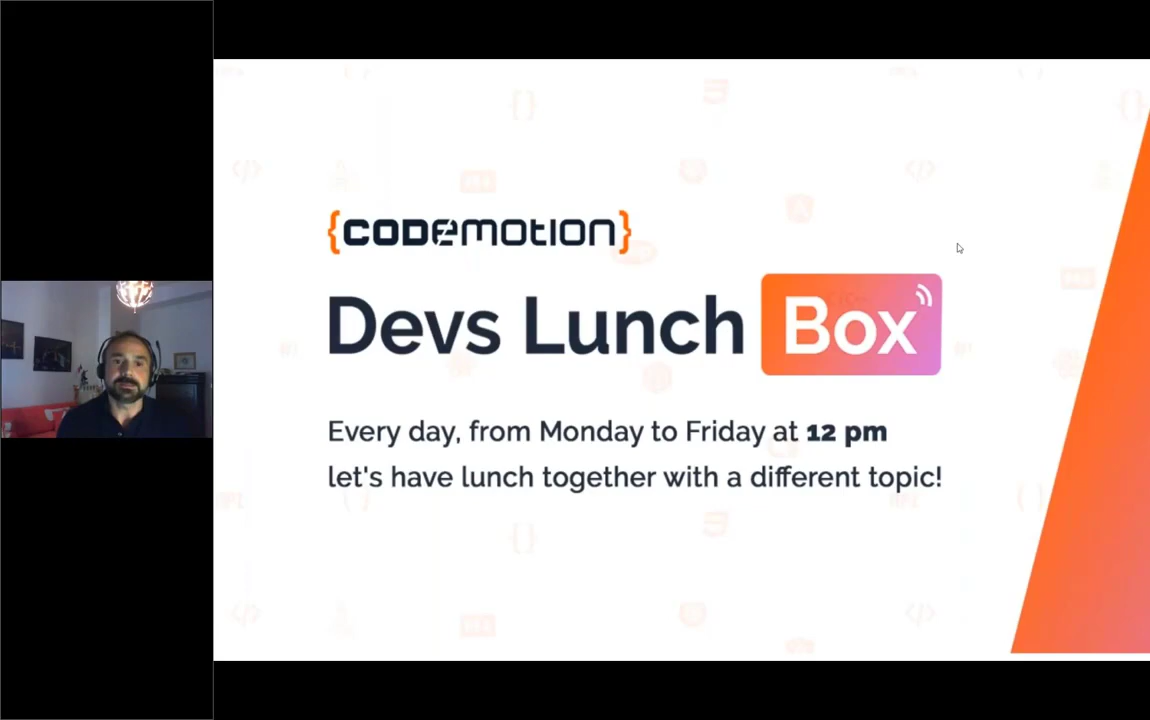 {CODEMOTION}
Devs Lunch Box
Every day, from Monday to Friday at 12 pm
let's have lunch together with a different topic!